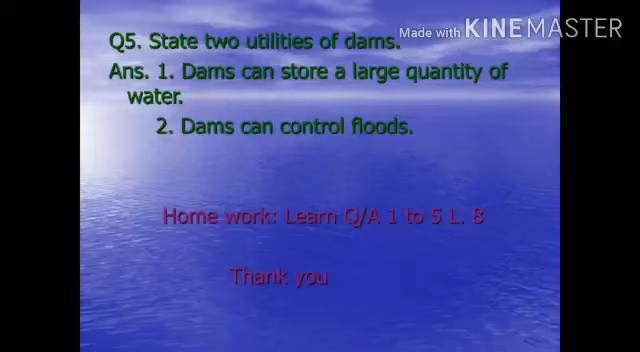 Made with KINEMASTER
Q5. State two utilities of dams.
Ans. 1. Dams can store a large quantity of
water.
2. Dams can control floods.
Home work: Learn Q/A 1 to 5 L. 8
Thank you